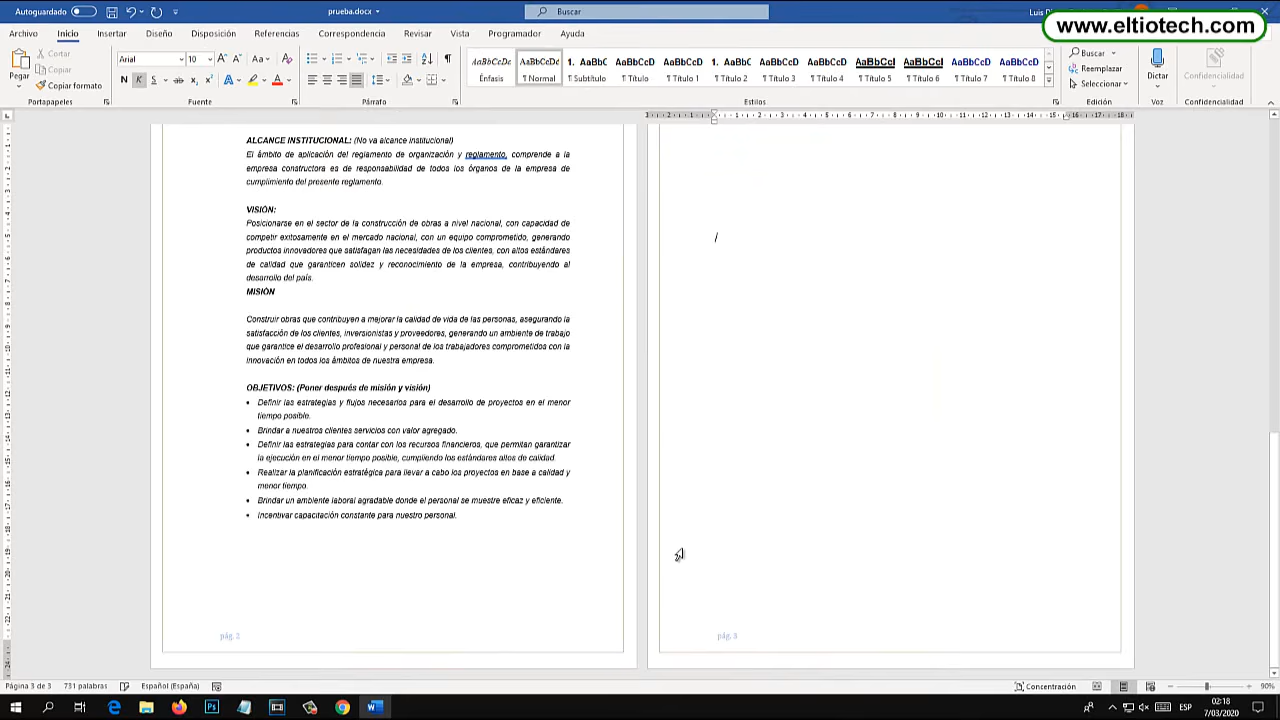 Autoguardado
prueba.docx
Buscar
www.eltiotech.com
Archivo Inicio Insertar Diseño Disposición Referencias Correspondencia Revisar Vista Programador Ayuda
Pegar
Cortar
Copiar
Copiar formato
Portapapeles
Arial 10
Fuente
Párrafo
AaBbCcDc AaBbCcDc 1. AaBbC AaBbCcD 1. AaBbC AaBbCcD AaBbCcD AaBbCcI AaBbCcI AaBbCcD AaBbCcD AaBbCcD
Énfasis ¶ Normal ¶ Subtítulo ¶ Título ¶ Título 1 ¶ Título 2 ¶ Título 3 ¶ Título 4 ¶ Título 5 ¶ Título 6 ¶ Título 7 ¶ Título 8
Estilos
Buscar
Reemplazar
Seleccionar
Edición
Dictar
Voz
Confidencialidad
Confidencialidad
ALCANCE INSTITUCIONAL: (No va alcance institucional)
El ámbito de aplicación del reglamento de organización y reglamento, comprende a la
empresa constructora es de responsabilidad de todos los órganos de la empresa de
cumplimiento del presente reglamento.
VISIÓN:
Posicionarse en el sector de la construcción de obras a nivel nacional, con capacidad de
competir exitosamente en el mercado nacional, con un equipo comprometido, generando
productos innovadores que satisfagan las necesidades de los clientes, con altos estándares
de calidad que garanticen solidez y reconocimiento de la empresa, contribuyendo al
desarrollo del país.
MISIÓN
Construir obras que contribuyen a mejorar la calidad de vida de las personas, asegurando la
satisfacción de los clientes, inversionistas y proveedores, generando un ambiente de trabajo
que garantice el desarrollo profesional y personal de los trabajadores comprometidos con la
innovación en todos los ámbitos de nuestra empresa.
OBJETIVOS: (Poner después de misión y visión)
• Definir las estrategias y flujos necesarios para el desarrollo de proyectos en el menor
tiempo posible.
• Brindar a nuestros clientes servicios con valor agregado.
• Definir las estrategias para contar con los recursos financieros, que permitan garantizar
la ejecución en el menor tiempo posible, cumpliendo los estándares altos de calidad.
• Realizar la planificación estratégica para llevar a cabo los proyectos en base a calidad y
menor tiempo.
• Brindar un ambiente laboral agradable donde el personal se muestre eficaz y eficiente.
• Incentivar capacitación constante para nuestro personal.
pág. 2
pág. 3
Página 3 de 3 731 palabras Español (España) Concentración 90%
ESP
02:18
7/03/2020